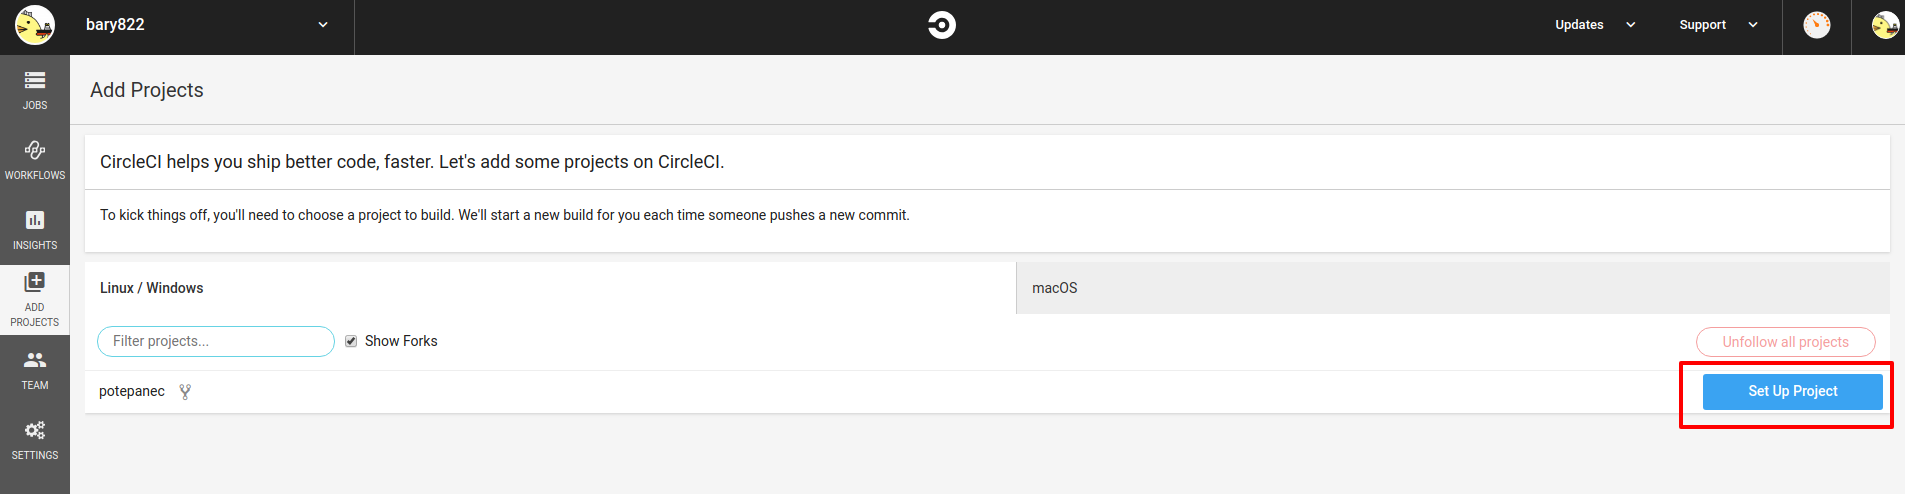 bary822
Updates
Support
JOBS
WORKFLOWS
INSIGHTS
ADD
PROJECTS
TEAM
SETTINGS
Add Projects
CircleCI helps you ship better code, faster. Let's add some projects on CircleCI.
To kick things off, you'll need to choose a project to build. We'll start a new build for you each time someone pushes a new commit.
Linux / Windows
macOS
Filter projects...
Show Forks
Unfollow all projects
potepanec
Set Up Project